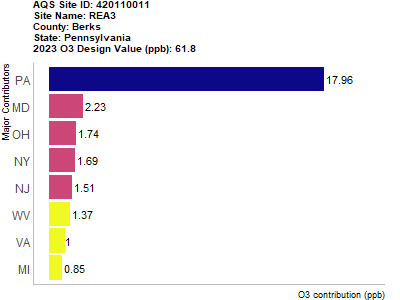 AQS Site ID: 420110011
Site Name: REA3
County: Berks
State: Pennsylvania
2023 O3 Design Value (ppb): 61.8
Major Contributors
PA 17.96
MD 2.23
OH 1.74
NY 1.69
NJ 1.51
WV 1.37
VA 1
MI 0.85
O3 contribution (ppb)